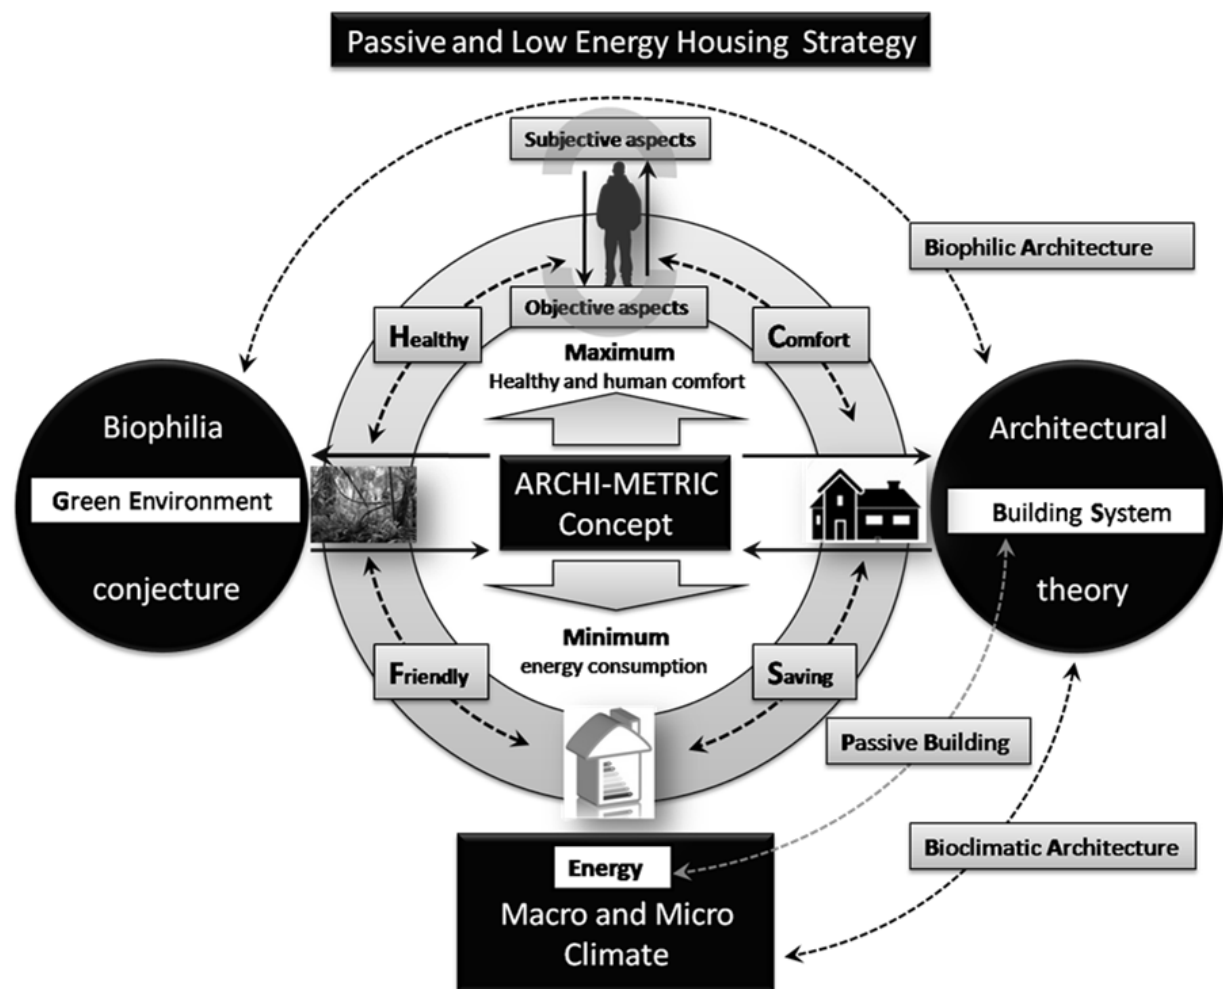 Passive and Low Energy Housing Strategy
Subjective aspects
Biophilic Architecture
Objective aspects
Healthy
Comfort
Maximum
Healthy and human comfort
Biophilia
Green Environment
conjecture
ARCHI-METRIC
Concept
Architectural
Building System
theory
Minimum
energy consumption
Friendly
Saving
Passive Building
Bioclimatic Architecture
Energy
Macro and Micro
Climate